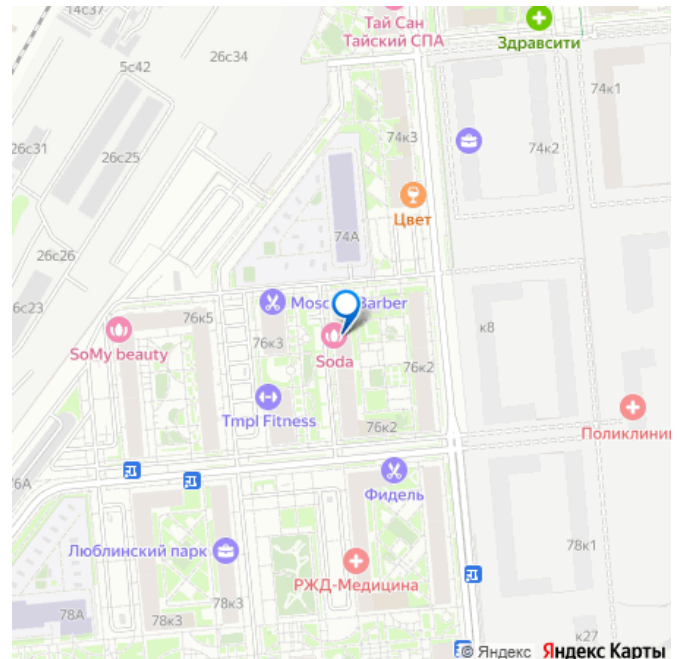 14с37
Тай Сан
Тайский СПА
Здравсити
5с42
26с34
74к1
74к3
74к2
26с31
26с25
Цвет
74А
26с26
26с23
76к5
Barber
к8
76к3
SoMy beauty
Soda
76к2
Tmpl Fitness
76к2
Поликлиник
76А
Фидель
Люблинский парк
78к1
РЖД-Медицина
78А
78к3
78к3
к27
© Яндекс Яндекс Карты